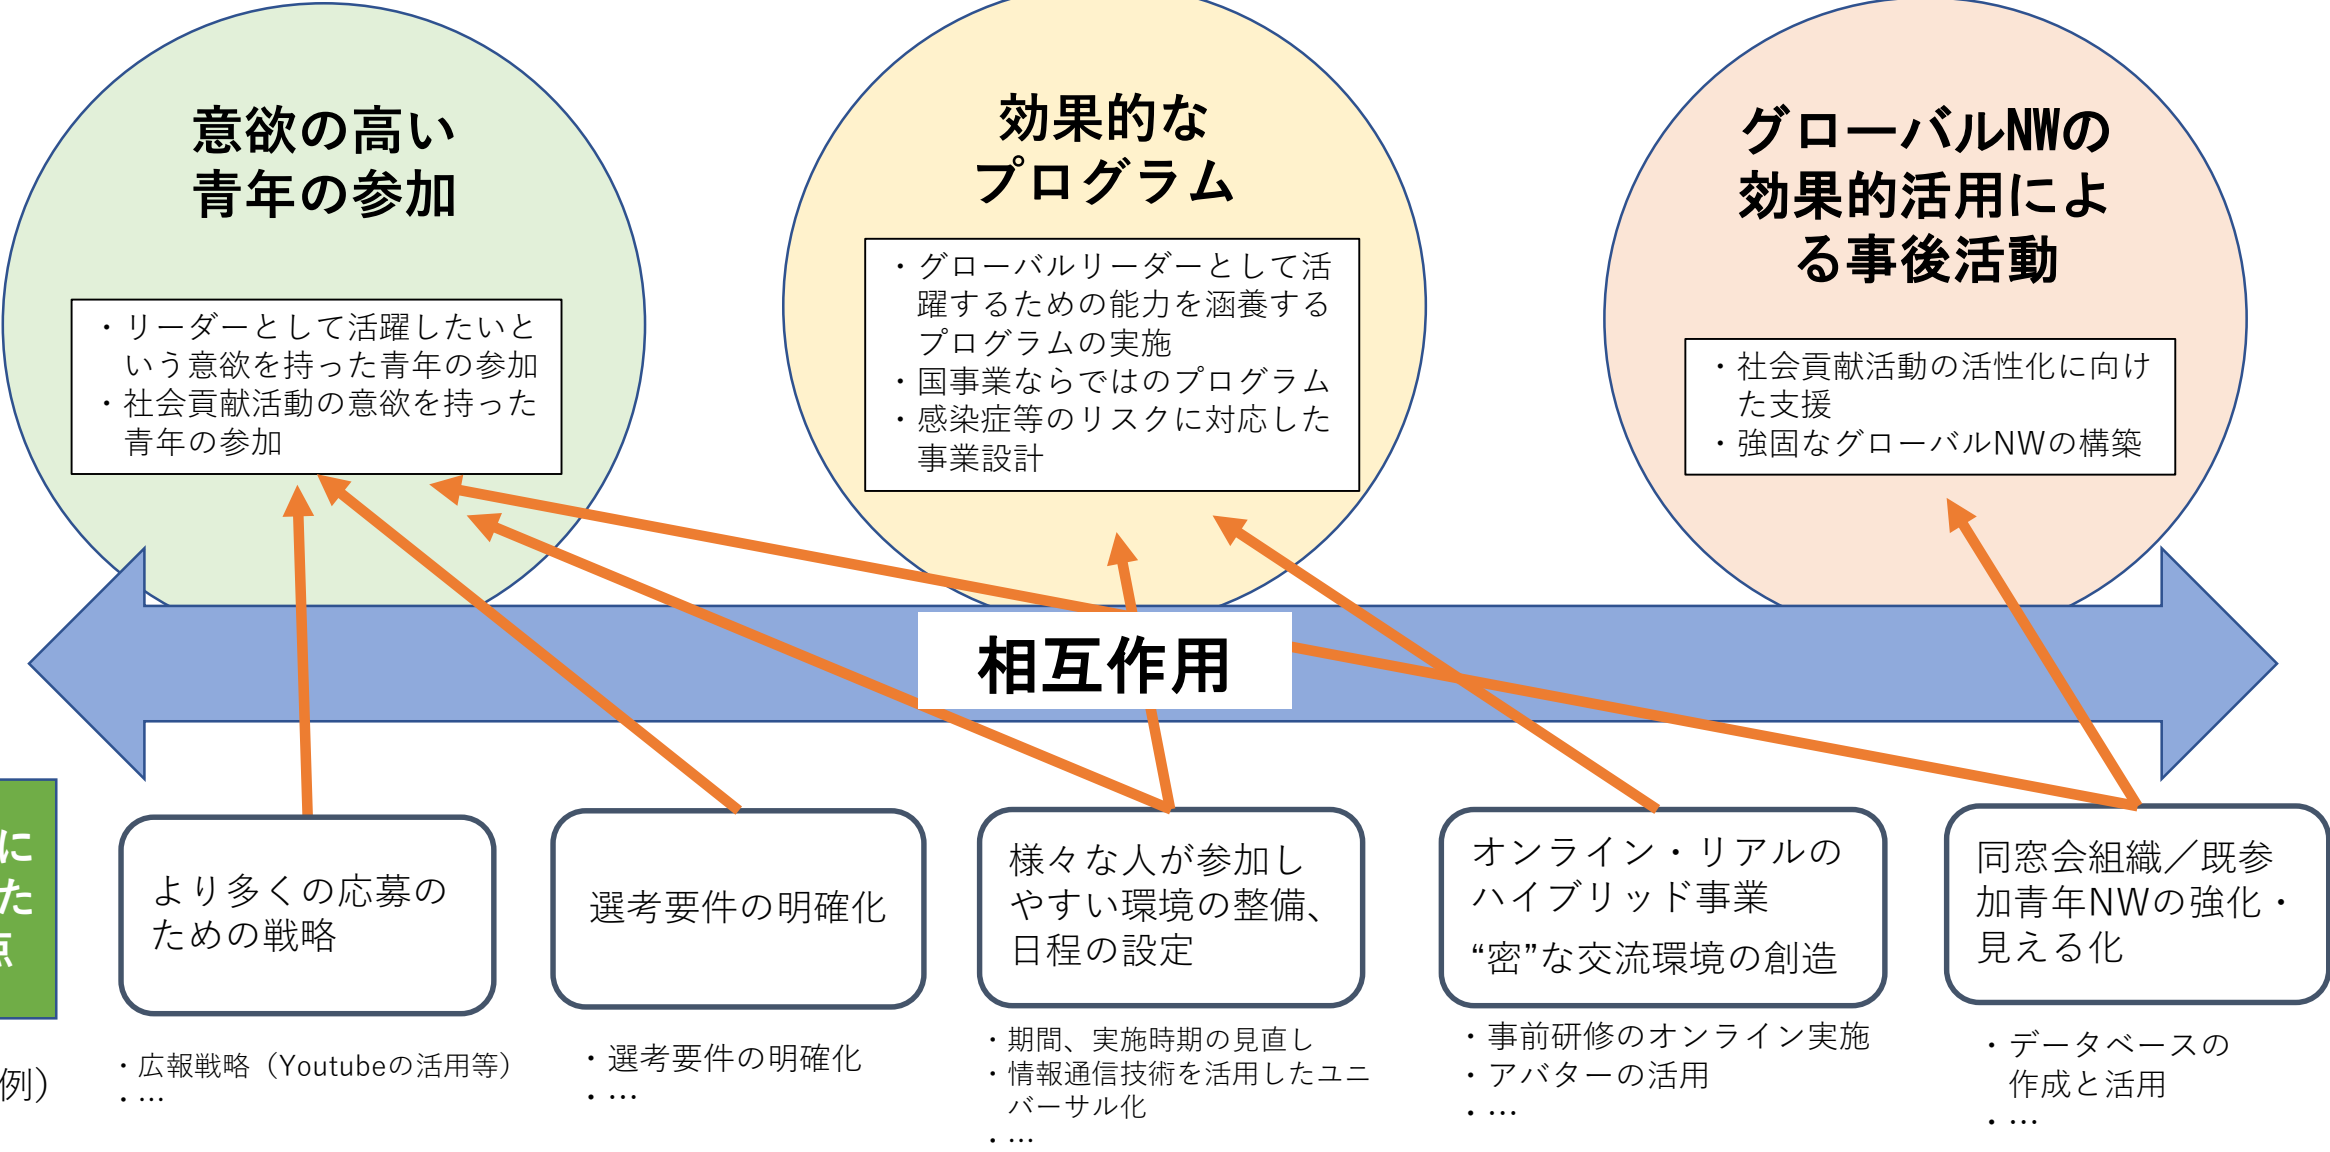 意欲の高い
青年の参加
・リーダーとして活躍したいと
いう意欲を持った青年の参加
・社会貢献活動の意欲を持った
青年の参加
効果的な
プログラム
・グローバルリーダーとして活
躍するための能力を涵養する
プログラムの実施
・国事業ならではのプログラム
・感染症等のリスクに対応した
事業設計
グローバルNWの
効果的活用によ
る事後活動
・社会貢献活動の活性化に向け
た支援
・強固なグローバルNWの構築
相互作用
に
た
点
例）
より多くの応募の
ための戦略
・広報戦略（Youtubeの活用等）
・…
選考要件の明確化
・選考要件の明確化
・…
様々な人が参加し
やすい環境の整備、
日程の設定
・期間、実施時期の見直し
・情報通信技術を活用したユニ
バーサル化
・…
オンライン・リアルの
ハイブリッド事業
“密”な交流環境の創造
・事前研修のオンライン実施
・アバターの活用
・…
同窓会組織／既参
加青年NWの強化・
見える化
・データベースの
作成と活用
・…